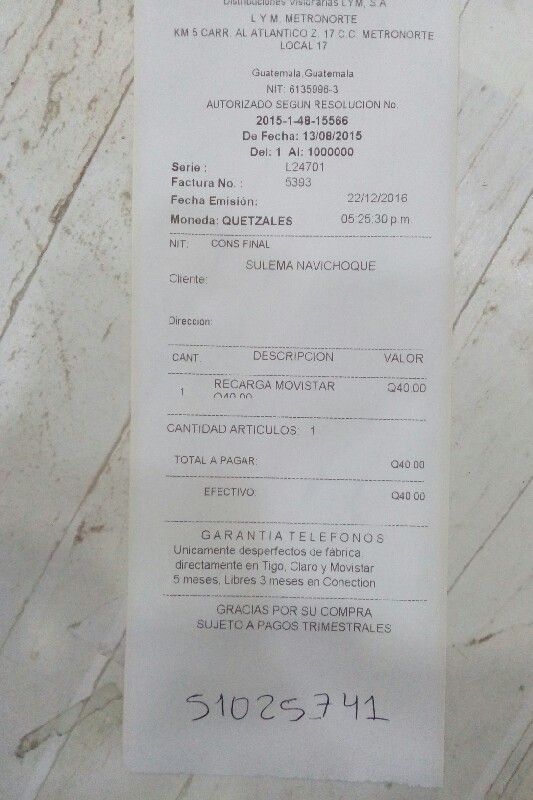 Distribuciones Visionarias LYM, S.A
L Y M. METRONORTE
KM 5 CARR. AL ATLANTICO Z. 17 C.C. METRONORTE
LOCAL 17
Guatemala,Guatemala
NIT: 6135996-3
AUTORIZADO SEGUN RESOLUCION No.
2015-1-48-15566
De Fecha: 13/08/2015
Del: 1 Al: 1000000
Serie : L24701
Factura No. : 5393
Fecha Emisión: 22/12/2016
Moneda: QUETZALES 05:25:30 p.m.
NIT: CONS FINAL
SULEMA NAVICHOQUE
Cliente:
Dirección:
CANT. DESCRIPCION VALOR
1 RECARGA MOVISTAR Q40.00
Q40.00
CANTIDAD ARTICULOS: 1
TOTAL A PAGAR: Q40.00
EFECTIVO: Q40.00
GARANTIA TELEFONOS
Unicamente desperfectos de fábrica
directamente en Tigo, Claro y Movistar
5 meses, Libres 3 meses en Conection
GRACIAS POR SU COMPRA
SUJETO A PAGOS TRIMESTRALES
51025741